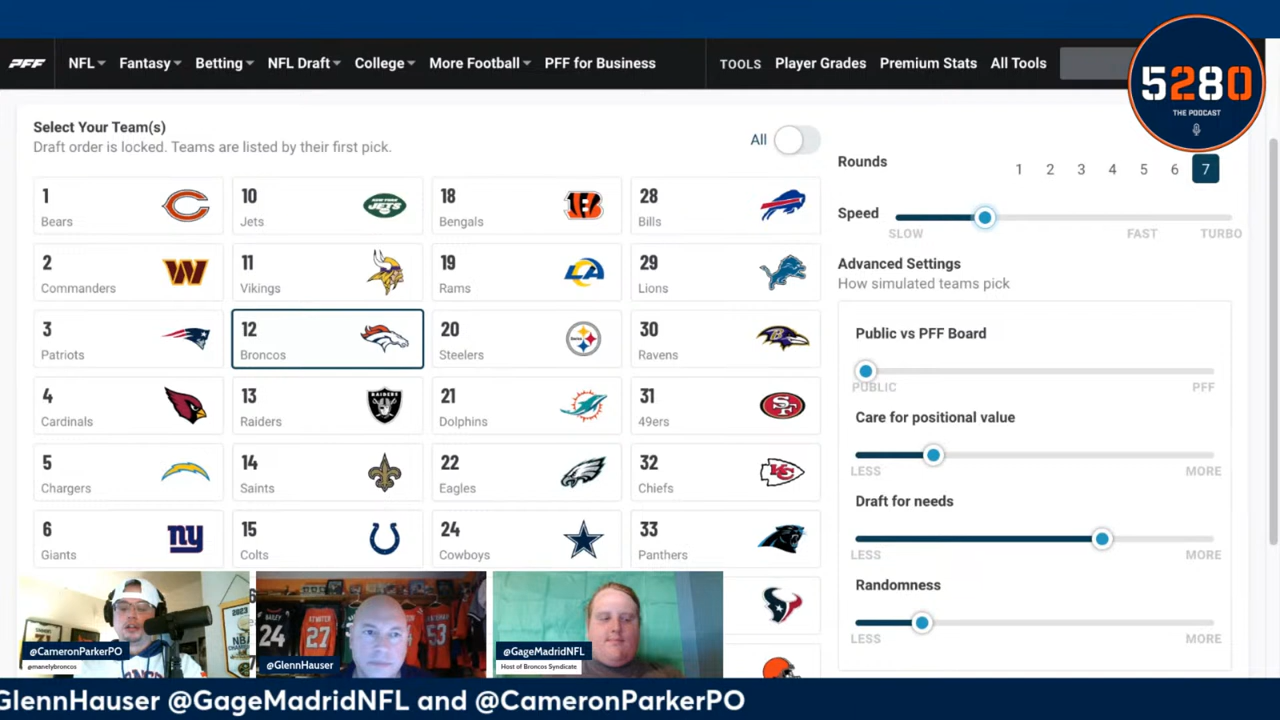 PFF
NFL
Fantasy
Betting
NFL Draft
College
More Football
PFF for Business
TOOLS
Player Grades
Premium Stats
All Tools
5280
THE PODCAST
Select Your Team(s)
Draft order is locked. Teams are listed by their first pick.
All
1
Bears
10
Jets
18
Bengals
28
Bills
2
Commanders
11
Vikings
19
Rams
29
Lions
3
Patriots
12
Broncos
20
Steelers
30
Ravens
4
Cardinals
13
Raiders
21
Dolphins
31
49ers
5
Chargers
14
Saints
22
Eagles
32
Chiefs
6
Giants
15
Colts
24
Cowboys
33
Panthers
Rounds
1 2 3 4 5 6 7
Speed
SLOW
FAST
TURBO
Advanced Settings
How simulated teams pick
Public vs PFF Board
PUBLIC
PFF
Care for positional value
LESS
MORE
Draft for needs
LESS
MORE
Randomness
LESS
MORE
@CameronParkerPO
@manelybroncos
24
ATWATER
27
53
@GlennHauser
@GageMadridNFL
Host of Broncos Syndicate
GlennHauser @GageMadridNFL and @CameronParkerPO